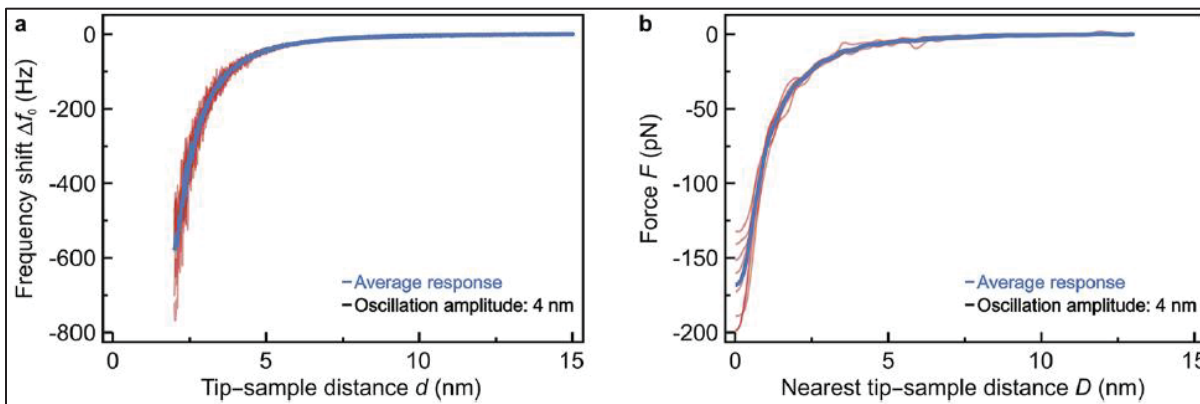 a
0
-200
-400
-600
-800
Frequency shift Δf₀ (Hz)
Average response
Oscillation amplitude: 4 nm
0 5 10 15
Tip–sample distance d (nm)
b
0
-50
-100
-150
-200
Force F (pN)
Average response
Oscillation amplitude: 4 nm
0 5 10 15
Nearest tip–sample distance D (nm)